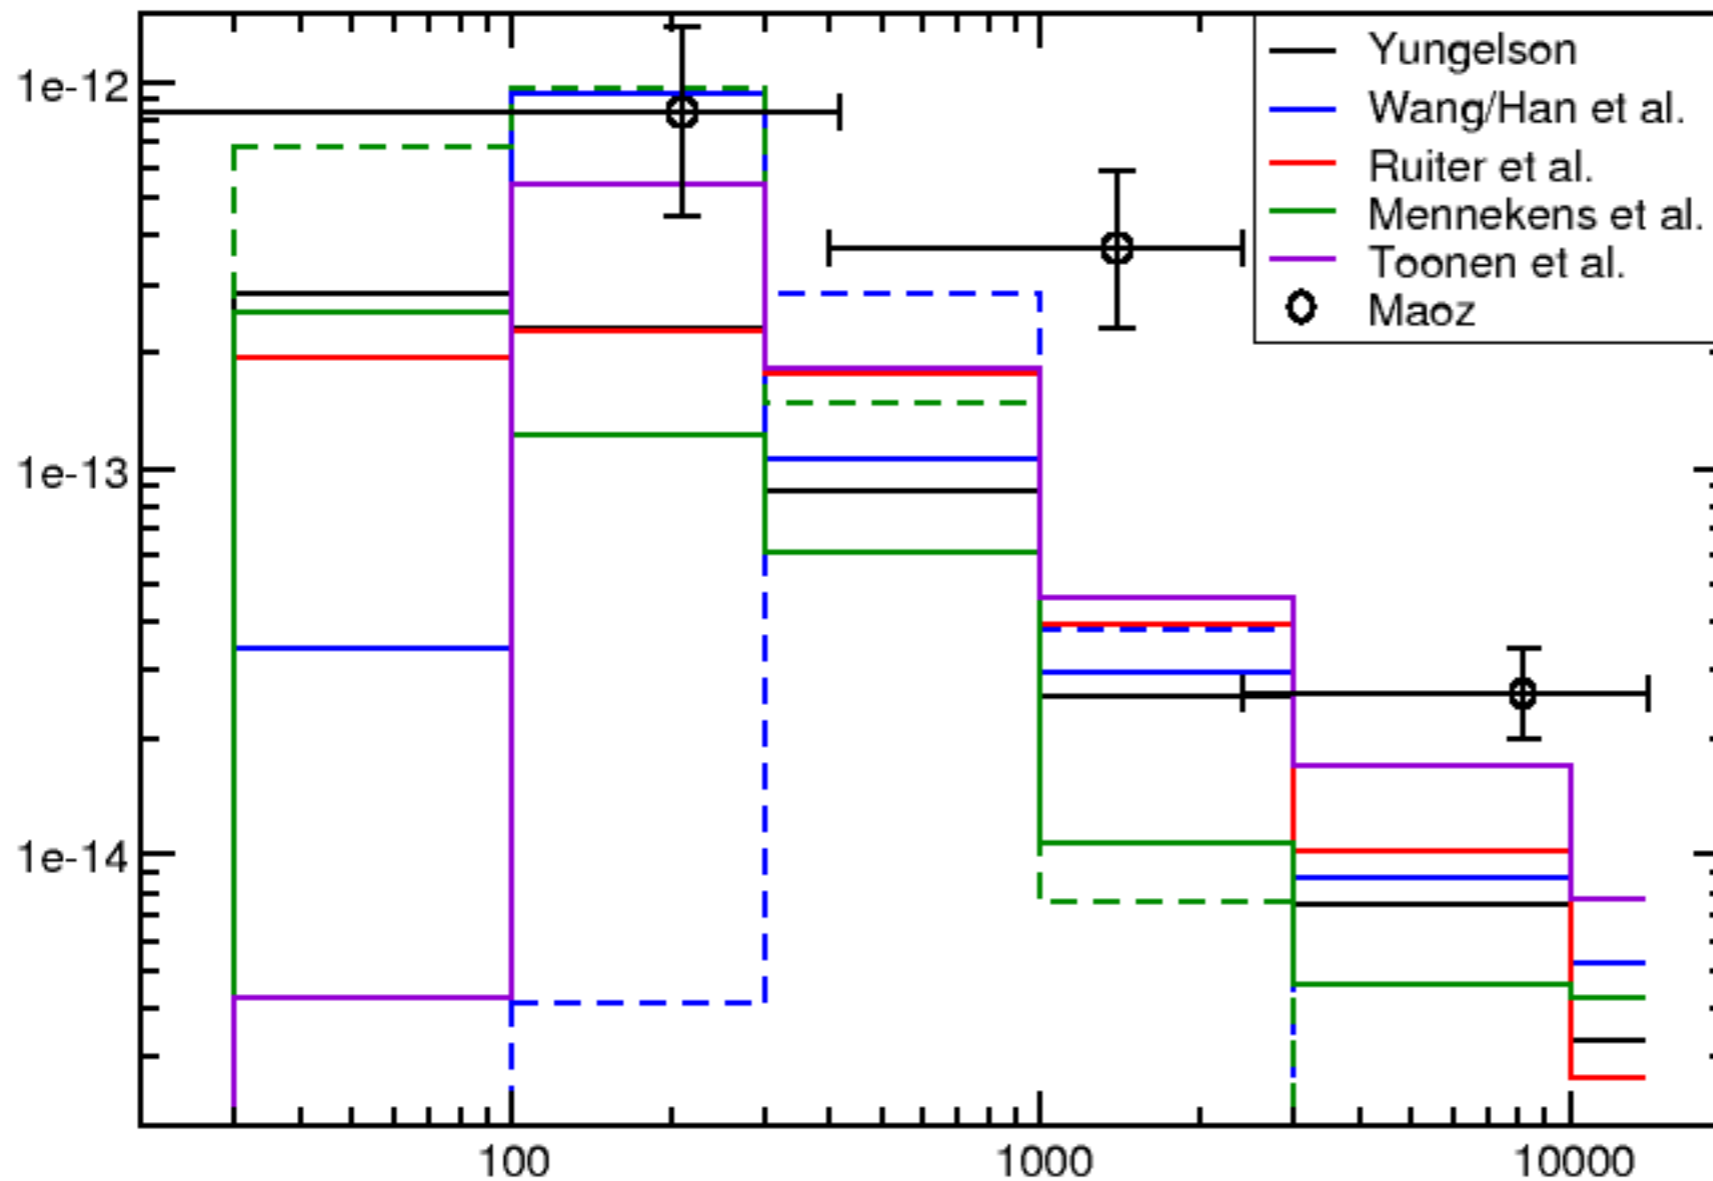 1e-12
1e-13
1e-14
100
1000
10000
Yungelson
Wang/Han et al.
Ruiter et al.
Mennekens et al.
Toonen et al.
Maoz